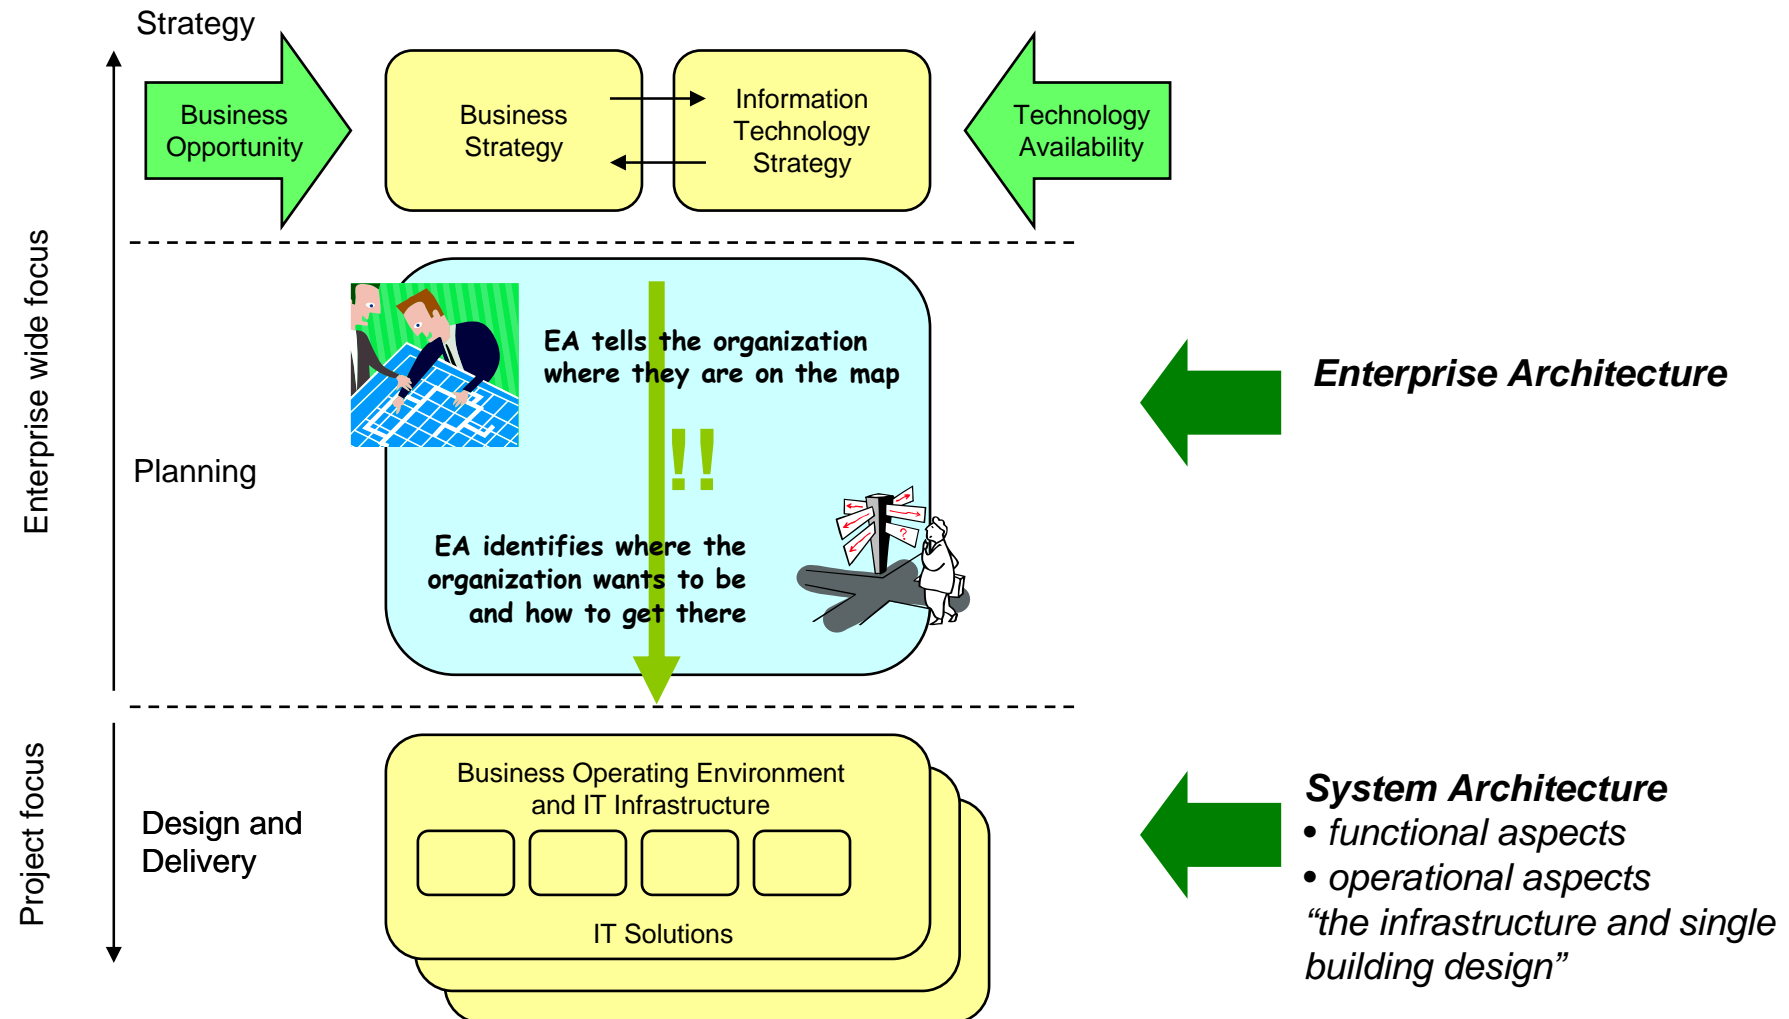 Strategy
Business
Opportunity
Business
Strategy
Information
Technology
Strategy
Technology
Availability
Enterprise wide focus
EA tells the organization
where they are on the map
Enterprise Architecture
!!
Planning
?
EA identifies where the
organization wants to be
and how to get there
Project focus
Design and
Delivery
Business Operating Environment
and IT Infrastructure
IT Solutions
System Architecture
• functional aspects
• operational aspects
“the infrastructure and single
building design”